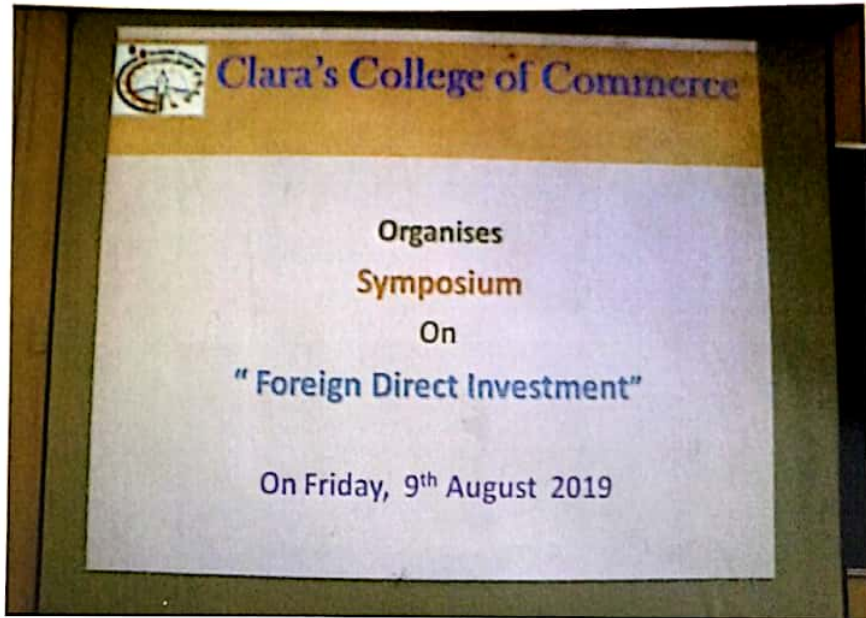 Clara's College of Commerce
Organises
Symposium
On
“ Foreign Direct Investment”
On Friday, 9th August 2019